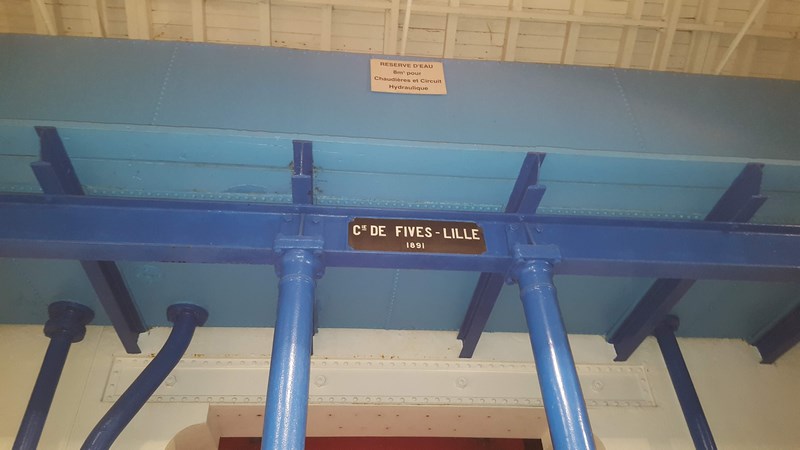 RESERVE D'EAU
8m³ pour
Chaudières et Circuit
Hydraulique
Cie DE FIVES-LILLE
1891